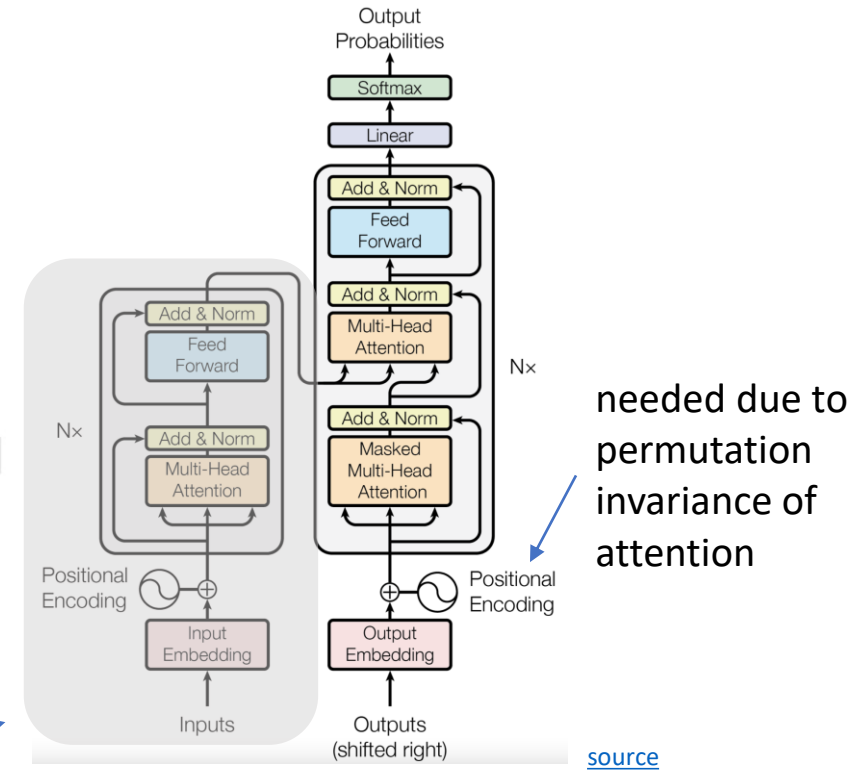 Output
Probabilities
Softmax
Linear
Add & Norm
Feed
Forward
Add & Norm
Multi-Head
Attention
Nx
Add & Norm
Masked
Multi-Head
Attention
Positional
Encoding
Output
Embedding
Outputs
(shifted right)
Add & Norm
Feed
Forward
Nx
Add & Norm
Multi-Head
Attention
Positional
Encoding
Input
Embedding
Inputs
needed due to
permutation
invariance of
attention
source